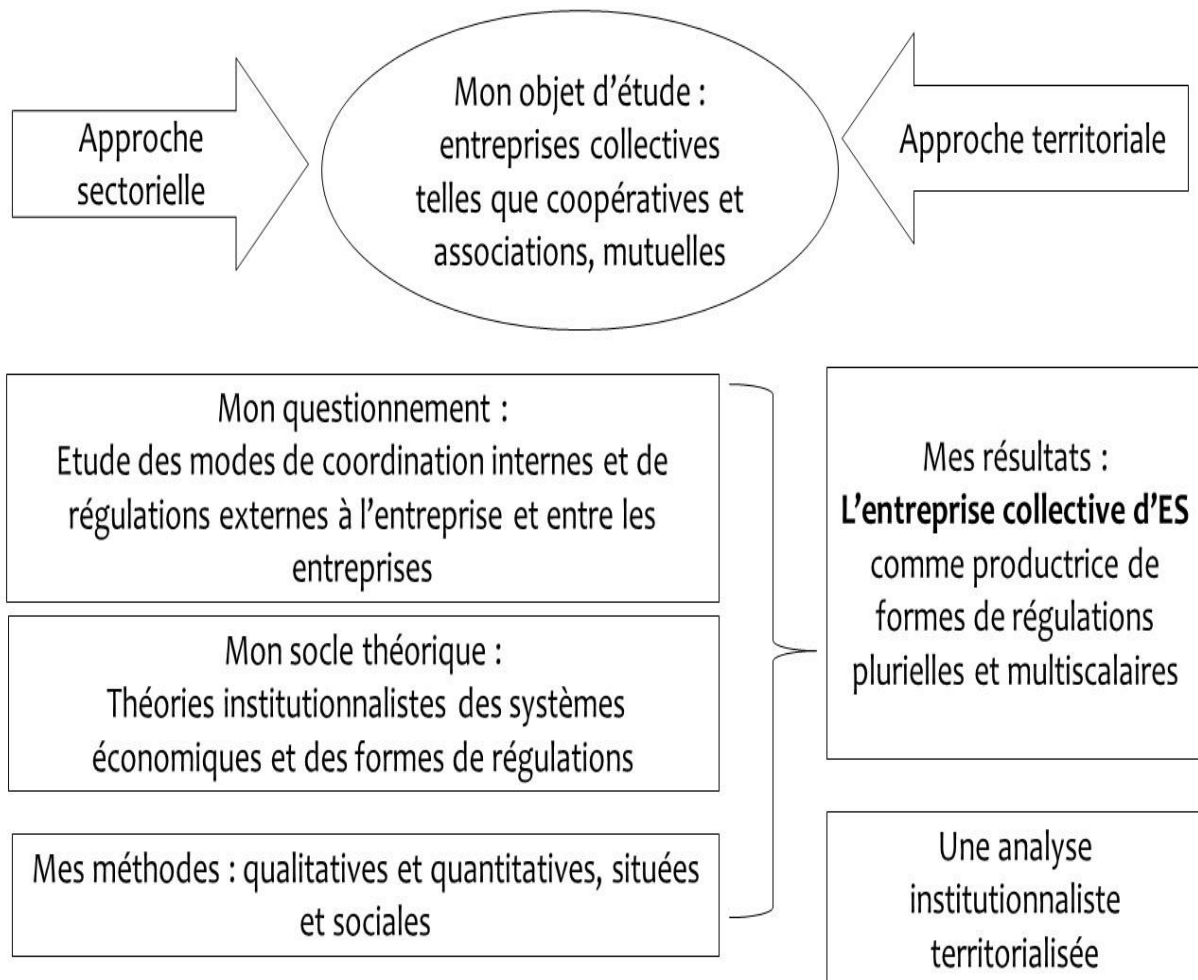 Approche
sectorielle
Mon objet d’étude :
entreprises collectives
telles que coopératives et
associations, mutuelles
Approche territoriale
Mon questionnement :
Etude des modes de coordination internes et de
régulations externes à l’entreprise et entre les
entreprises
Mon socle théorique :
Théories institutionnalistes des systèmes
économiques et des formes de régulations
Mes méthodes : qualitatives et quantitatives, situées
et sociales
Mes résultats :
L’entreprise collective d’ES
comme productrice de
formes de régulations
plurielles et multiscalaires
Une analyse
institutionnaliste
territorialisée